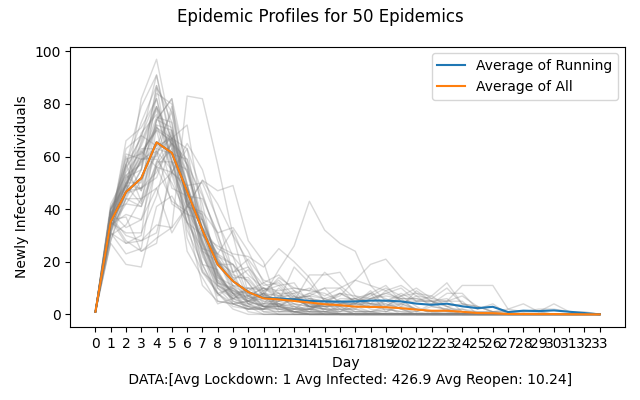 Epidemic Profiles for 50 Epidemics
Newly Infected Individuals
100
80
60
40
20
0
Average of Running
Average of All
0 1 2 3 4 5 6 7 8 9 10 11 12 13 14 15 16 17 18 19 20 21 22 23 24 25 26 27 28 29 30 31 32 33
Day
DATA:[Avg Lockdown: 1 Avg Infected: 426.9 Avg Reopen: 10.24]